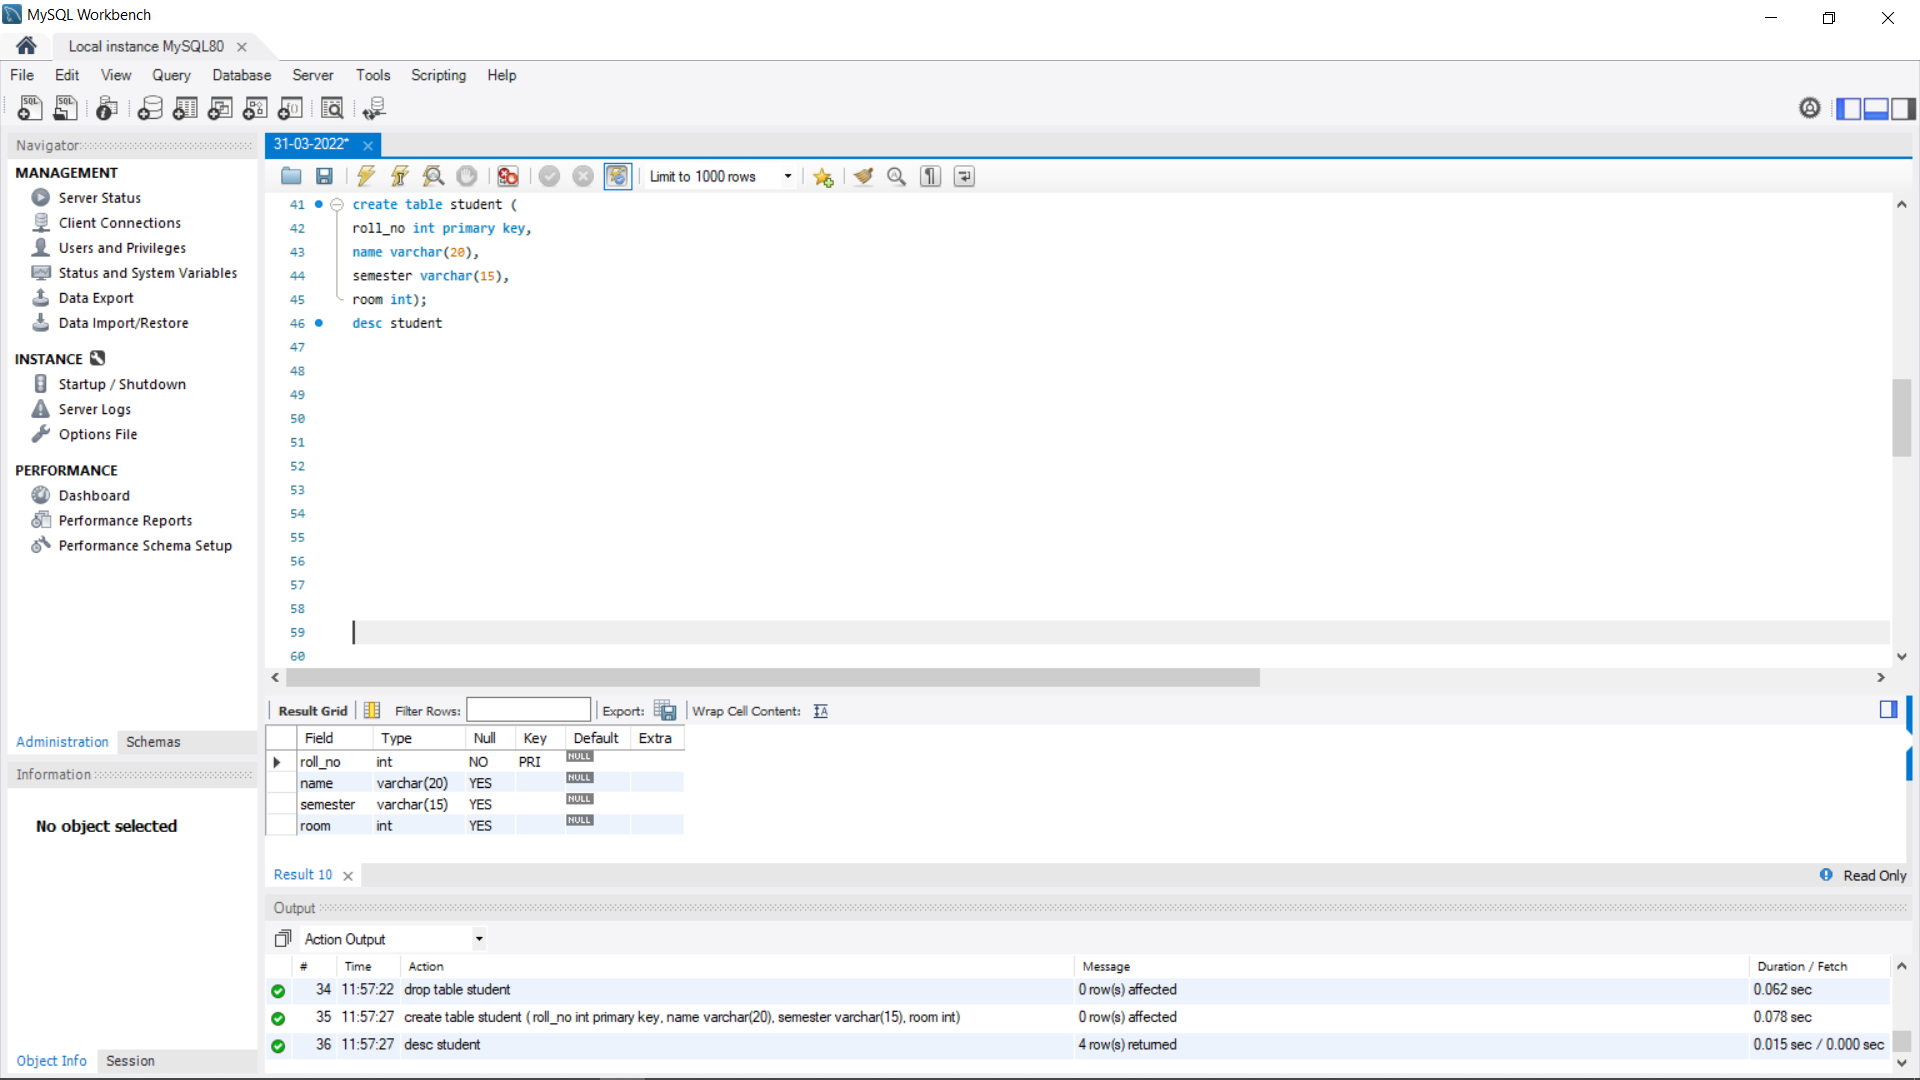 MySQL Workbench
Local instance MySQL80
File Edit View Query Database Server Tools Scripting Help
Navigator
MANAGEMENT
Server Status
Client Connections
Users and Privileges
Status and System Variables
Data Export
Data Import/Restore
INSTANCE
Startup / Shutdown
Server Logs
Options File
PERFORMANCE
Dashboard
Performance Reports
Performance Schema Setup
Administration Schemas
Information
No object selected
Object Info Session
31-03-2022*
Limit to 1000 rows
41 create table student (
42 roll_no int primary key,
43 name varchar(20),
44 semester varchar(15),
45 room int);
46 desc student
47
48
49
50
51
52
53
54
55
56
57
58
59
60
Result Grid Filter Rows: Export: Wrap Cell Content:
Field Type Null Key Default Extra
roll_no int NO PRI NULL
name varchar(20) YES NULL
semester varchar(15) YES NULL
room int YES NULL
Result 10 Read Only
Output
Action Output
# Time Action Message Duration / Fetch
34 11:57:22 drop table student 0 row(s) affected 0.062 sec
35 11:57:27 create table student ( roll_no int primary key, name varchar(20), semester varchar(15), room int) 0 row(s) affected 0.078 sec
36 11:57:27 desc student 4 row(s) returned 0.015 sec / 0.000 sec